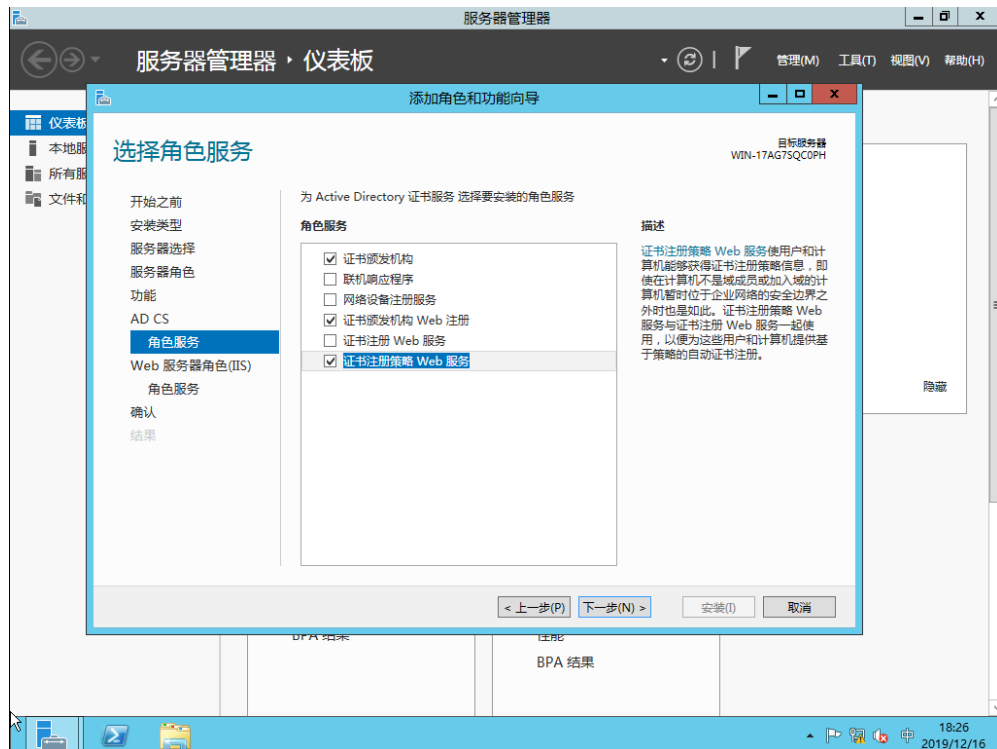 服务器管理器
服务器管理器 · 仪表板
管理(M) 工具(T) 视图(V) 帮助(H)
添加角色和功能向导
仪表板
本地服
所有服
文件和
选择角色服务
目标服务器
WIN-17AG7SQC0PH
开始之前
安装类型
服务器选择
服务器角色
功能
AD CS
角色服务
Web 服务器角色(IIS)
角色服务
确认
结果
为 Active Directory 证书服务 选择要安装的角色服务
角色服务
证书颁发机构
联机响应程序
网络设备注册服务
证书颁发机构 Web 注册
证书注册 Web 服务
证书注册策略 Web 服务
描述
证书注册策略 Web 服务使用户和计
算机能够获得证书注册策略信息，即
使在计算机不是域成员或加入域的计
算机暂时位于企业网络的安全边界之
外时也是如此。证书注册策略 Web
服务与证书注册 Web 服务一起使
用，以便为这些用户和计算机提供基
于策略的自动证书注册。
隐藏
< 上一步(P) 下一步(N) > 安装(I) 取消
BPA 结果
性能
BPA 结果
中
18:26
2019/12/16